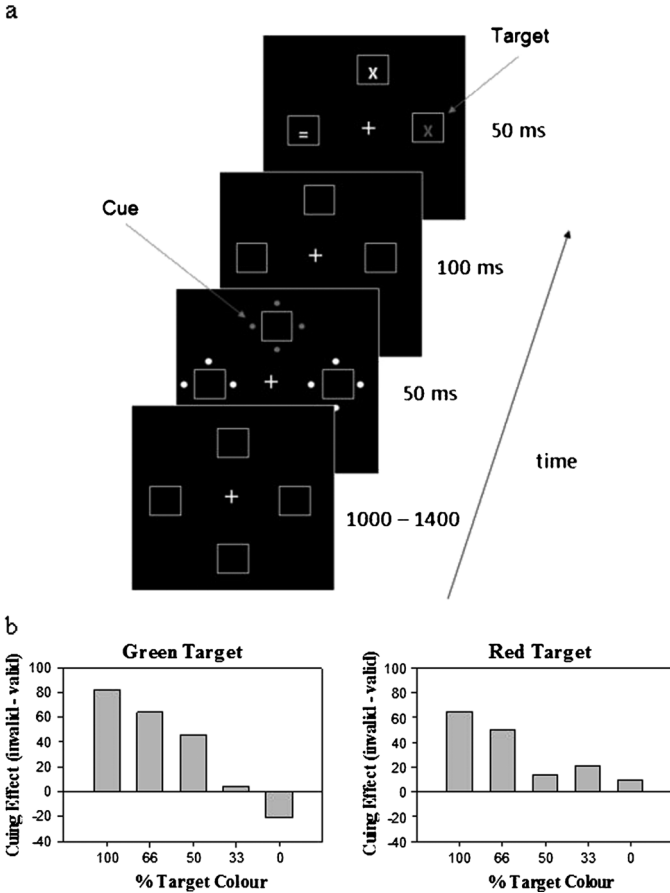 a
Target
x
=
+
x
50 ms
Cue
+
100 ms
+
50 ms
+
time
1000 – 1400
b
Green Target
Cuing Effect (invalid - valid)
100
80
60
40
20
0
-20
-40
100 66 50 33 0
% Target Colour
Red Target
Cuing Effect (invalid - valid)
100
80
60
40
20
0
-20
-40
100 66 50 33 0
% Target Colour